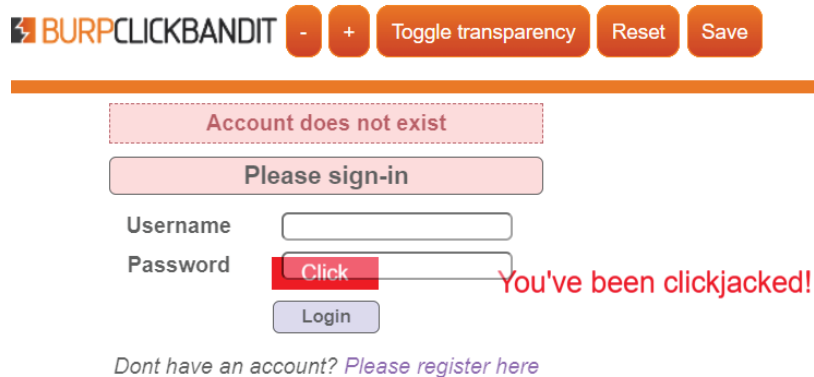 BURPCLICKBANDIT - + Toggle transparency Reset Save
Account does not exist
Please sign-in
Username
Password Click
You've been clickjacked!
Login
Dont have an account? Please register here